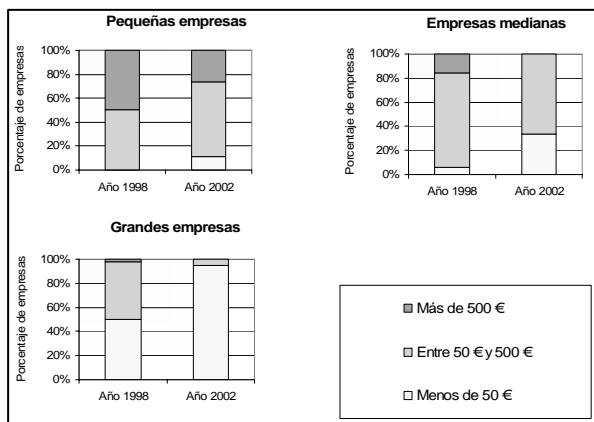 Pequeñas empresas
Porcentaje de empresas
100%
80%
60%
40%
20%
0%
Año 1998 Año 2002
Empresas medianas
Porcentaje de empresas
100%
80%
60%
40%
20%
0%
Año 1998 Año 2002
Grandes empresas
Porcentaje de empresas
100%
80%
60%
40%
20%
0%
Año 1998 Año 2002
Más de 500 €
Entre 50 € y 500 €
Menos de 50 €